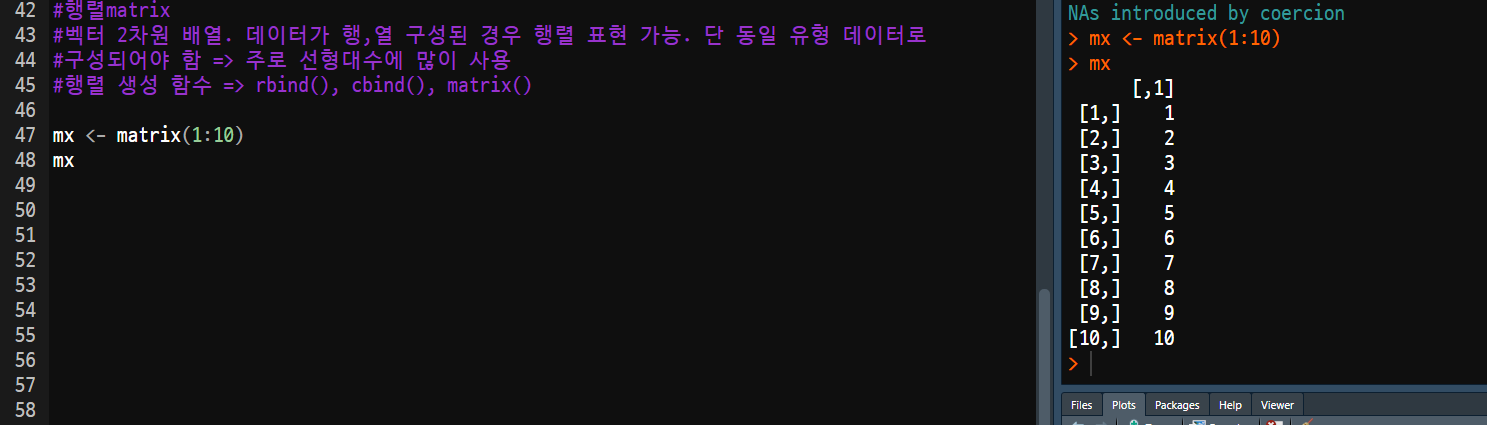 42 #행렬matrix
43 #벡터 2차원 배열. 데이터가 행,열 구성된 경우 행렬 표현 가능. 단 동일 유형 데이터로
44 #구성되어야 함 => 주로 선형대수에 많이 사용
45 #행렬 생성 함수 => rbind(), cbind(), matrix()
46
47 mx <- matrix(1:10)
48 mx
49
50
51
52
53
54
55
56
57
58
NAs introduced by coercion
> mx <- matrix(1:10)
> mx
[,1]
[1,] 1
[2,] 2
[3,] 3
[4,] 4
[5,] 5
[6,] 6
[7,] 7
[8,] 8
[9,] 9
[10,] 10
>
Files Plots Packages Help Viewer